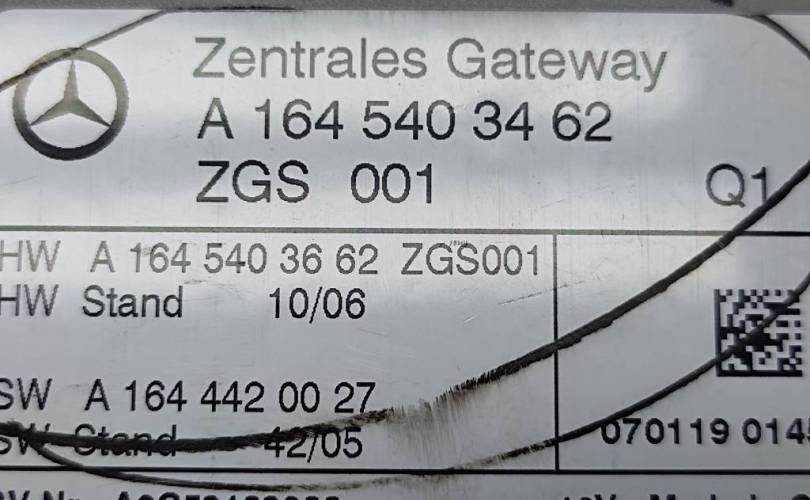 Zentrales Gateway
A 164 540 34 62
ZGS 001 Q1
HW A 164 540 36 62 ZGS001
HW Stand 10/06
SW A 164 442 00 27
SW Stand 42/05
070119